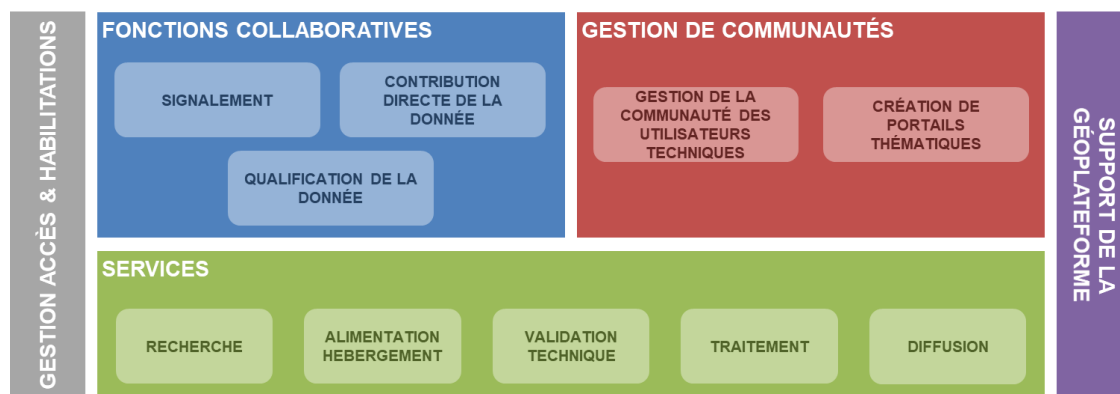 GESTION ACCÈS & HABILITATIONS
FONCTIONS COLLABORATIVES
SIGNALEMENT
CONTRIBUTION
DIRECTE DE LA
DONNÉE
QUALIFICATION DE LA
DONNÉE
GESTION DE COMMUNAUTÉS
GESTION DE LA
COMMUNAUTÉ DES
UTILISATEURS
TECHNIQUES
CRÉATION DE
PORTAILS
THÉMATIQUES
SERVICES
RECHERCHE
ALIMENTATION
HEBERGEMENT
VALIDATION
TECHNIQUE
TRAITEMENT
DIFFUSION
SUPPORT DE LA
GÉOPLATEFORME